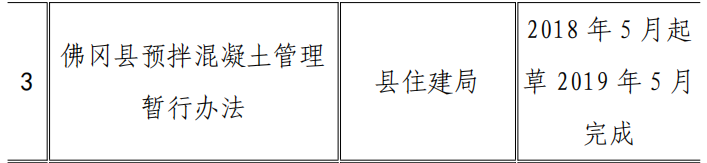 3
佛冈县预拌混凝土管理
暂行办法
县住建局
2018 年 5 月起
草 2019 年 5 月
完成